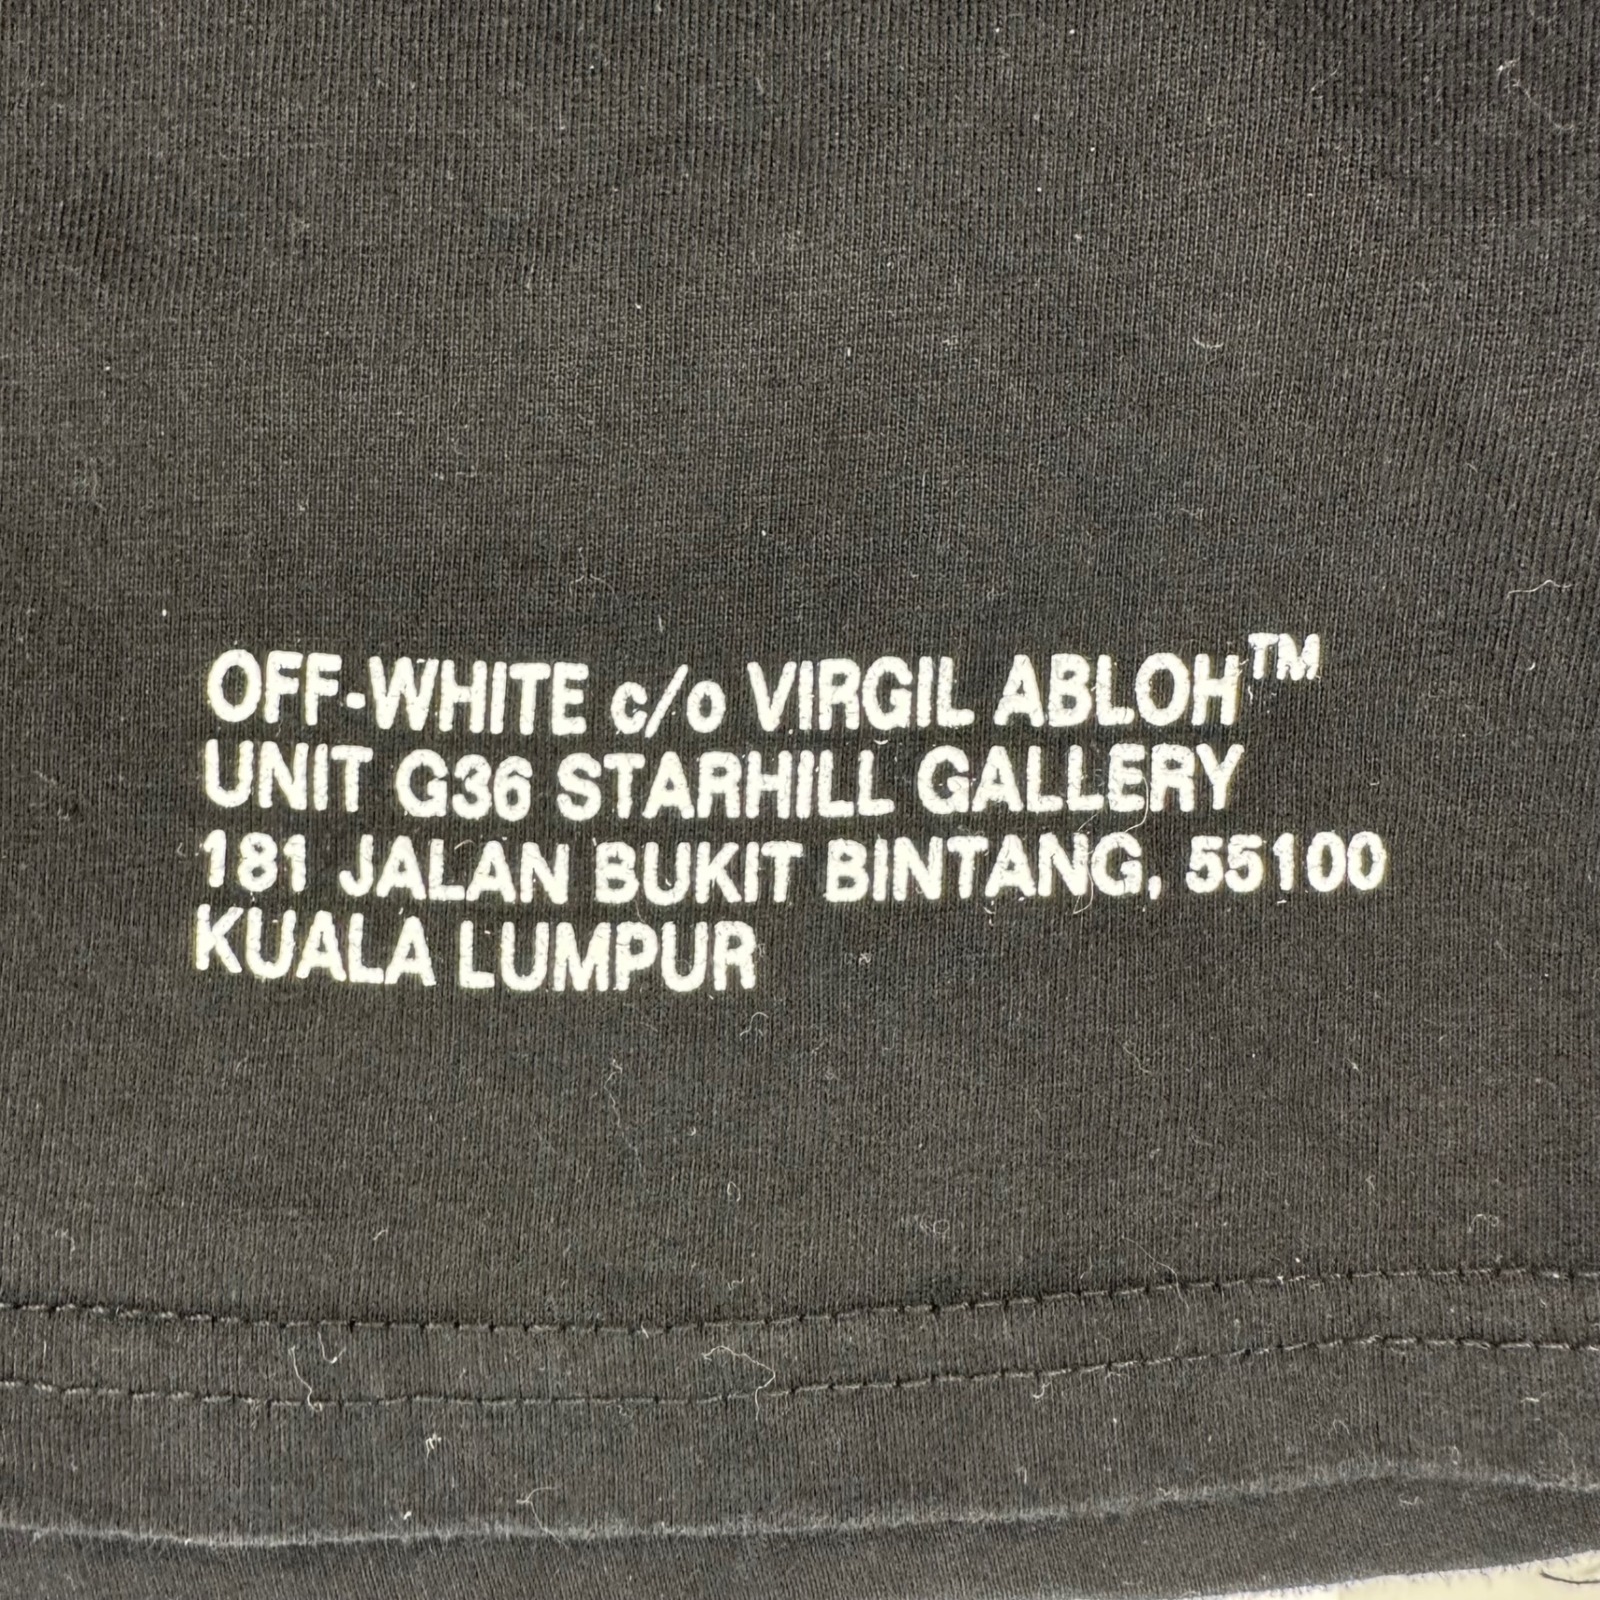 OFF-WHITE c/o VIRGIL ABLOH™
UNIT G36 STARHILL GALLERY
181 JALAN BUKIT BINTANG, 55100
KUALA LUMPUR